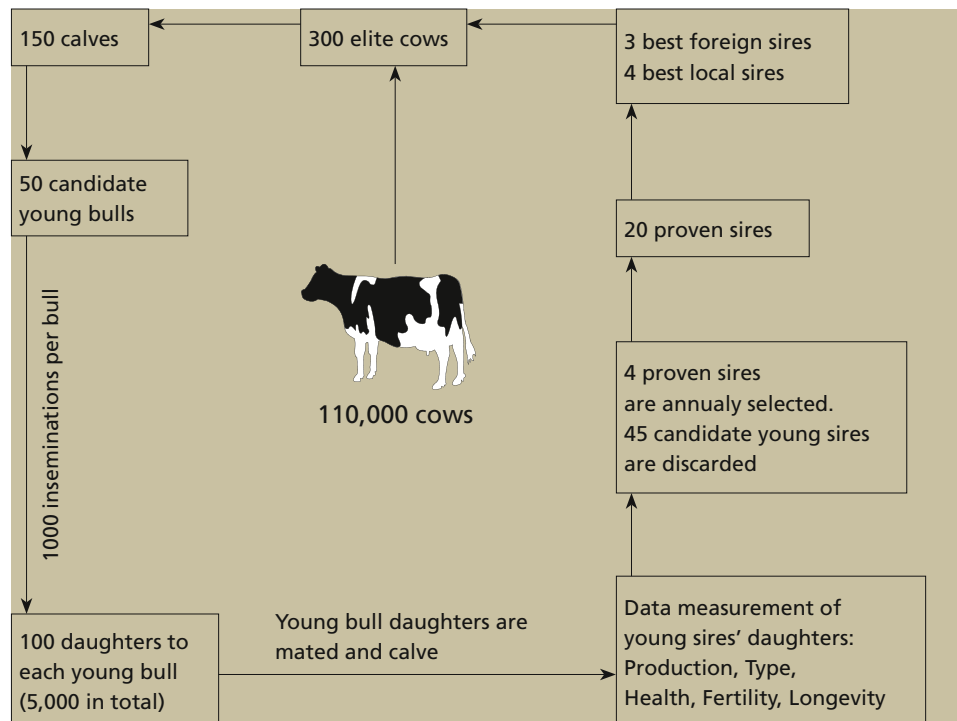 150 calves
300 elite cows
3 best foreign sires
4 best local sires
50 candidate
young bulls
20 proven sires
1000 inseminations per bull
110,000 cows
4 proven sires
are annualy selected.
45 candidate young sires
are discarded
100 daughters to
each young bull
(5,000 in total)
Young bull daughters are
mated and calve
Data measurement of
young sires’ daughters:
Production, Type,
Health, Fertility, Longevity